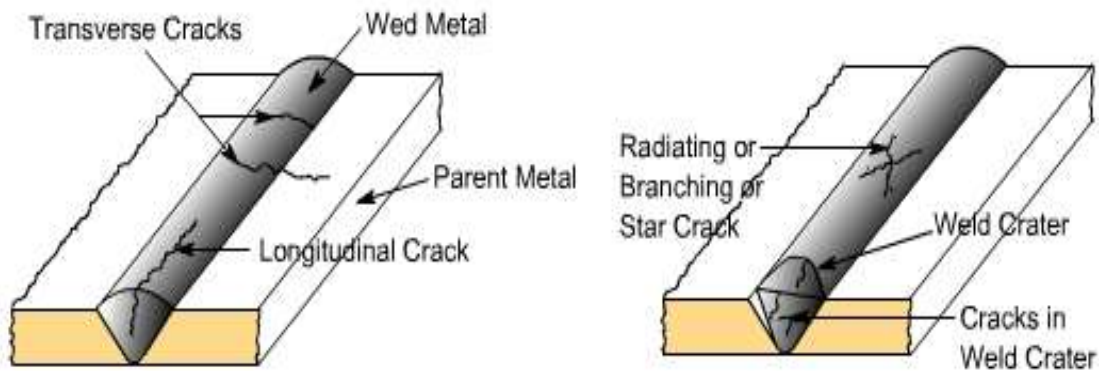 Transverse Cracks
Wed Metal
Parent Metal
Longitudinal Crack
Radiating or
Branching or
Star Crack
Weld Crater
Cracks in
Weld Crater